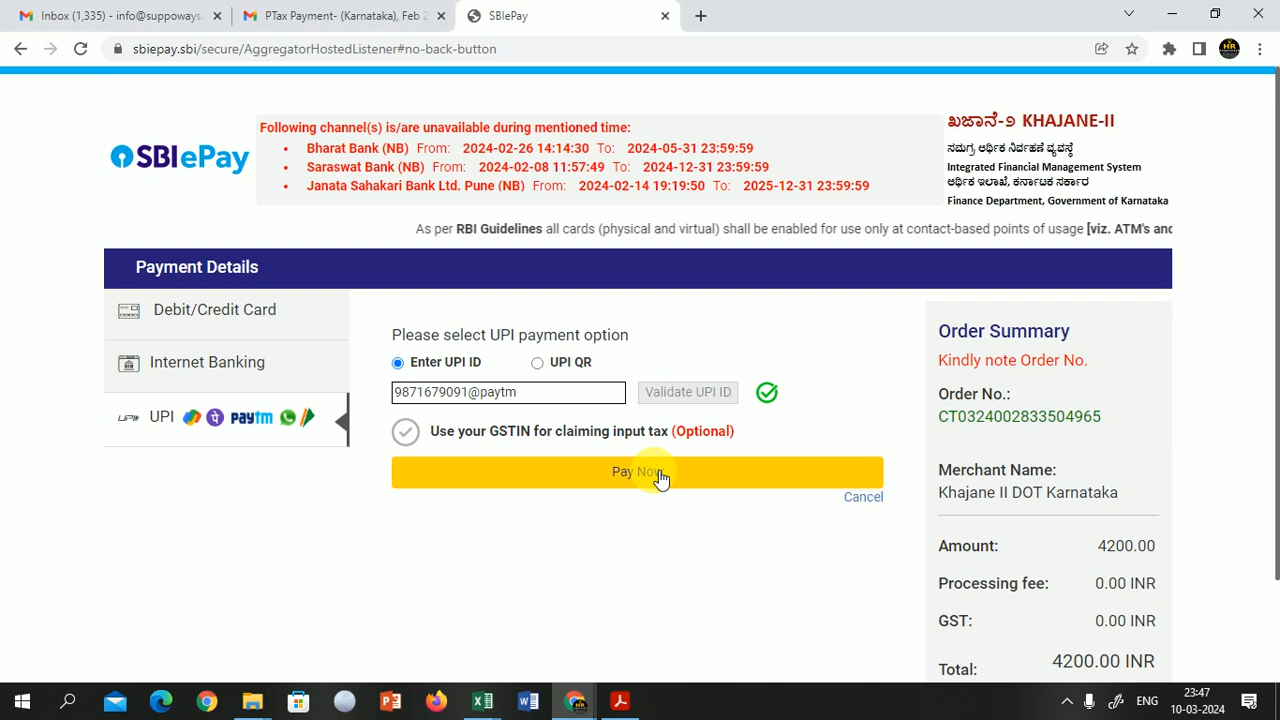 Inbox (1,335) - info@suppoways.
PTax Payment- (Karnataka), Feb 2
SBIePay
sbiepay.sbi/secure/AggregatorHostedListener#no-back-button
Following channel(s) is/are unavailable during mentioned time:
• Bharat Bank (NB) From: 2024-02-26 14:14:30 To: 2024-05-31 23:59:59
• Saraswat Bank (NB) From: 2024-02-08 11:57:49 To: 2024-12-31 23:59:59
• Janata Sahakari Bank Ltd. Pune (NB) From: 2024-02-14 19:19:50 To: 2025-12-31 23:59:59
SBI ePay
ಖಜಾನೆ-೨ KHAJANE-II
ಸಮಗ್ರ ಆರ್ಥಿಕ ನಿರ್ವಹಣೆ ವ್ಯವಸ್ಥೆ
Integrated Financial Management System
ಆರ್ಥಿಕ ಇಲಾಖೆ, ಕರ್ನಾಟಕ ಸರ್ಕಾರ
Finance Department, Government of Karnataka
As per RBI Guidelines all cards (physical and virtual) shall be enabled for use only at contact-based points of usage [viz. ATM's and
Payment Details
Debit/Credit Card
Internet Banking
UPI UPI paytm
Please select UPI payment option
Enter UPI ID
UPI QR
9871679091@paytm
Validate UPI ID
Use your GSTIN for claiming input tax (Optional)
Pay Now
Cancel
Order Summary
Kindly note Order No.
Order No.:
CT0324002833504965
Merchant Name:
Khajane II DOT Karnataka
Amount: 4200.00
Processing fee: 0.00 INR
GST: 0.00 INR
Total: 4200.00 INR
ENG
23:47
10-03-2024